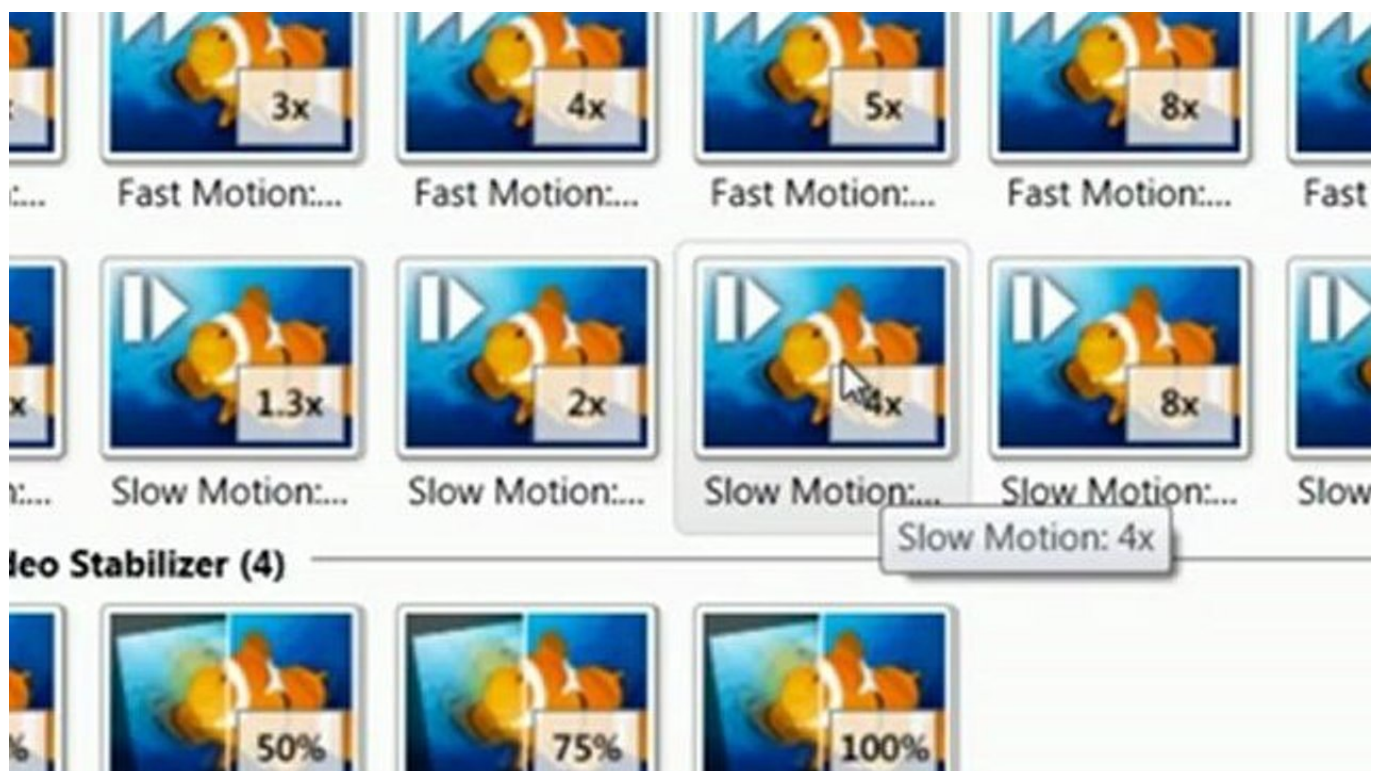 3x 4x 5x 8x
:... Fast Motion:... Fast Motion:... Fast Motion:... Fast Motion:... Fast
x 1.3x 2x 4x 8x
n:... Slow Motion:... Slow Motion:... Slow Motion:... Slow Motion:... Slow
Slow Motion: 4x
deo Stabilizer (4)
% 50% 75% 100%